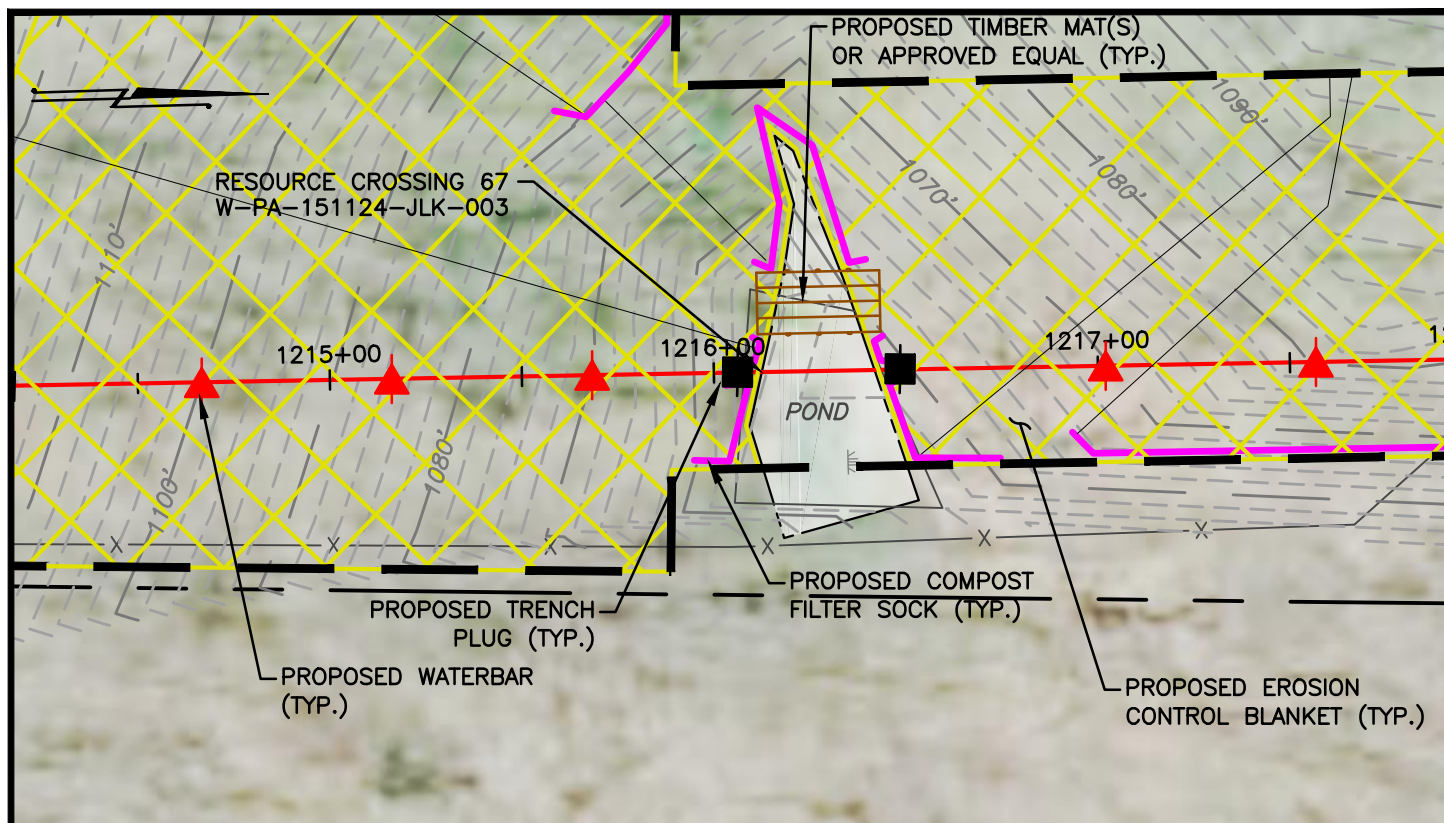 PROPOSED TIMBER MAT(S)
OR APPROVED EQUAL (TYP.)
1090'
RESOURCE CROSSING 67
W-PA-151124-JLK-003
1070'
1080'
1110'
1215+00
1216+00
1217+00
POND
1100'
1080'
X X X X X X
PROPOSED COMPOST
FILTER SOCK (TYP.)
PROPOSED TRENCH
PLUG (TYP.)
PROPOSED WATERBAR
(TYP.)
PROPOSED EROSION
CONTROL BLANKET (TYP.)